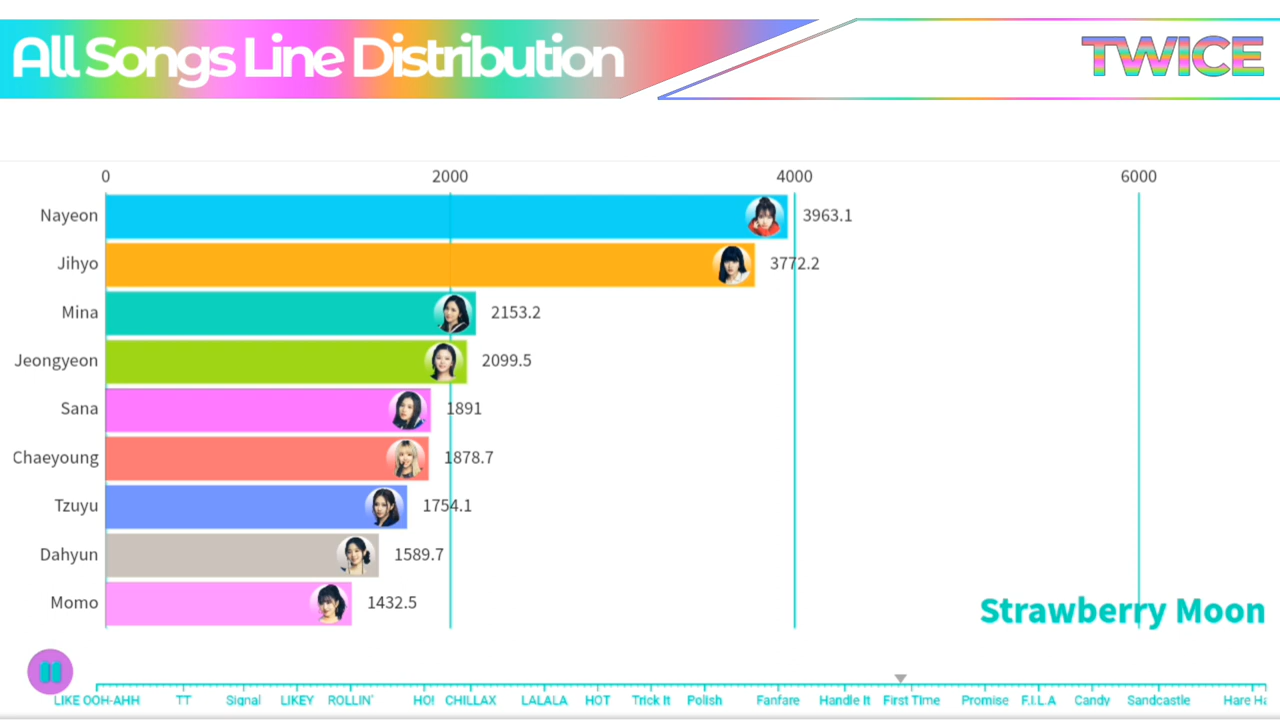 All Songs Line Distribution
TWICE
0 2000 4000 6000
Nayeon 3963.1
Jihyo 3772.2
Mina 2153.2
Jeongyeon 2099.5
Sana 1891
Chaeyoung 1878.7
Tzuyu 1754.1
Dahyun 1589.7
Momo 1432.5
Strawberry Moon
LIKE OOH-AHH TT Signal LIKEY ROLLIN' HO! CHILLAX LALALA HOT Trick It Polish Fanfare Handle It First Time Promise F.I.L.A Candy Sandcastle Hare Ha